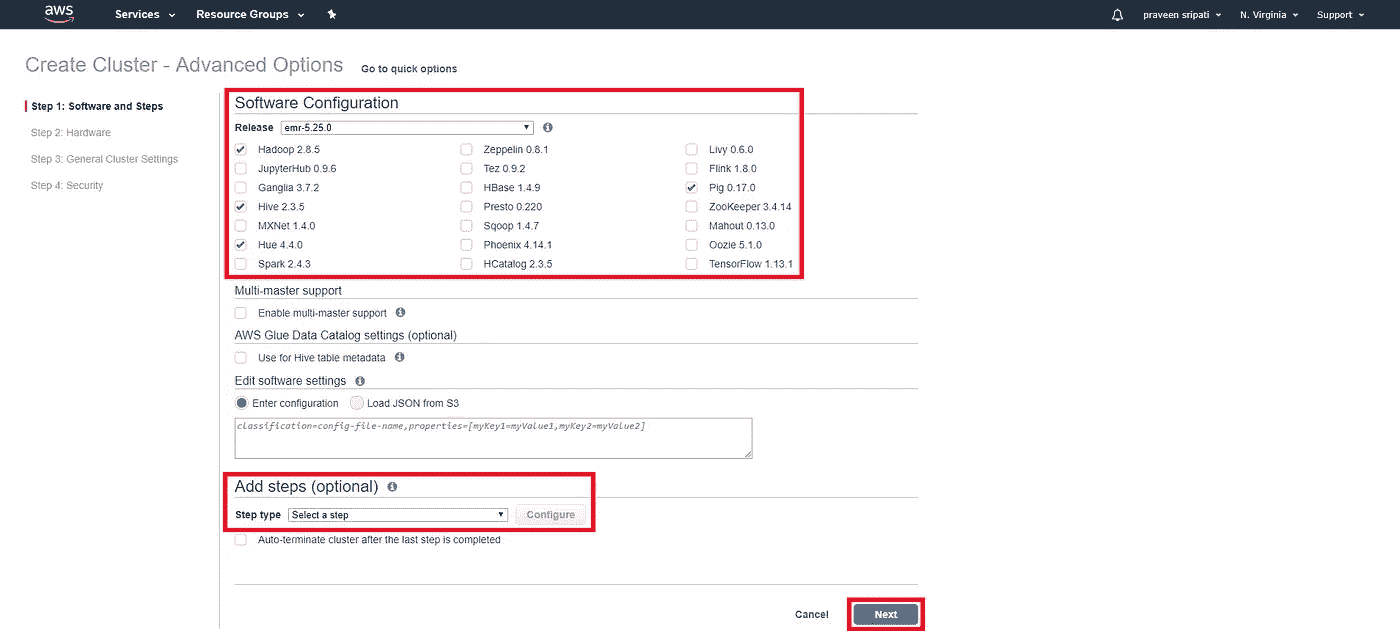 aws Services Resource Groups praveen sripati N. Virginia Support
Create Cluster - Advanced Options Go to quick options
Step 1: Software and Steps
Step 2: Hardware
Step 3: General Cluster Settings
Step 4: Security
Software Configuration
Release emr-5.25.0
Hadoop 2.8.5 Zeppelin 0.8.1 Livy 0.6.0
JupyterHub 0.9.6 Tez 0.9.2 Flink 1.8.0
Ganglia 3.7.2 HBase 1.4.9 Pig 0.17.0
Hive 2.3.5 Presto 0.220 ZooKeeper 3.4.14
MXNet 1.4.0 Sqoop 1.4.7 Mahout 0.13.0
Hue 4.4.0 Phoenix 4.14.1 Oozie 5.1.0
Spark 2.4.3 HCatalog 2.3.5 TensorFlow 1.13.1
Multi-master support
Enable multi-master support
AWS Glue Data Catalog settings (optional)
Use for Hive table metadata
Edit software settings
Enter configuration Load JSON from S3
classification=config-file-name,properties=[myKey1=myValue1,myKey2=myValue2]
Add steps (optional)
Step type Select a step Configure
Auto-terminate cluster after the last step is completed
Cancel Next